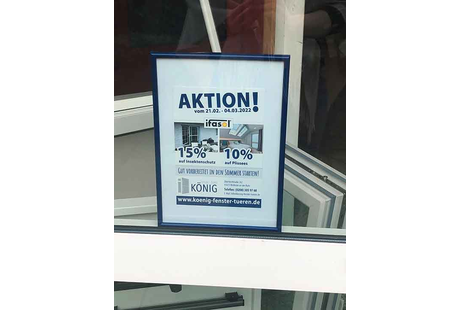 AKTION!
vom 21.02. - 04.03.2023
ifasol
15% 10%
auf Insektenschutz auf Plissees
GUT VORBEREITET IN DEN SOMMER STARTEN!
KÖNIG
www.koenig-fenster-tueren.de